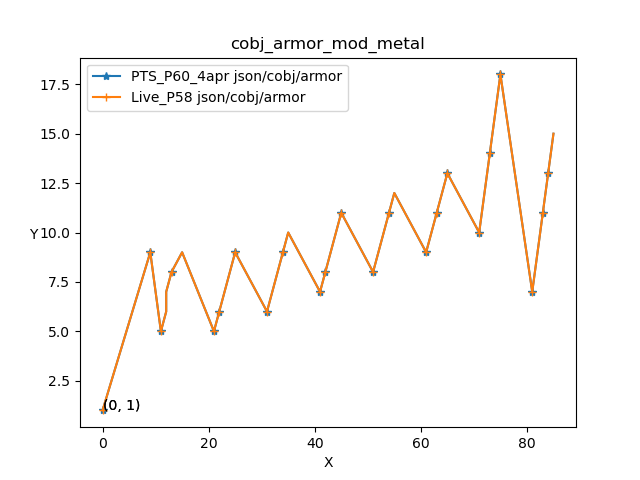 cobj_armor_mod_metal
PTS_P60_4apr json/cobj/armor
Live_P58 json/cobj/armor
17.5
15.0
12.5
Y 10.0
7.5
5.0
2.5
(0, 1)
0 20 40 60 80
X